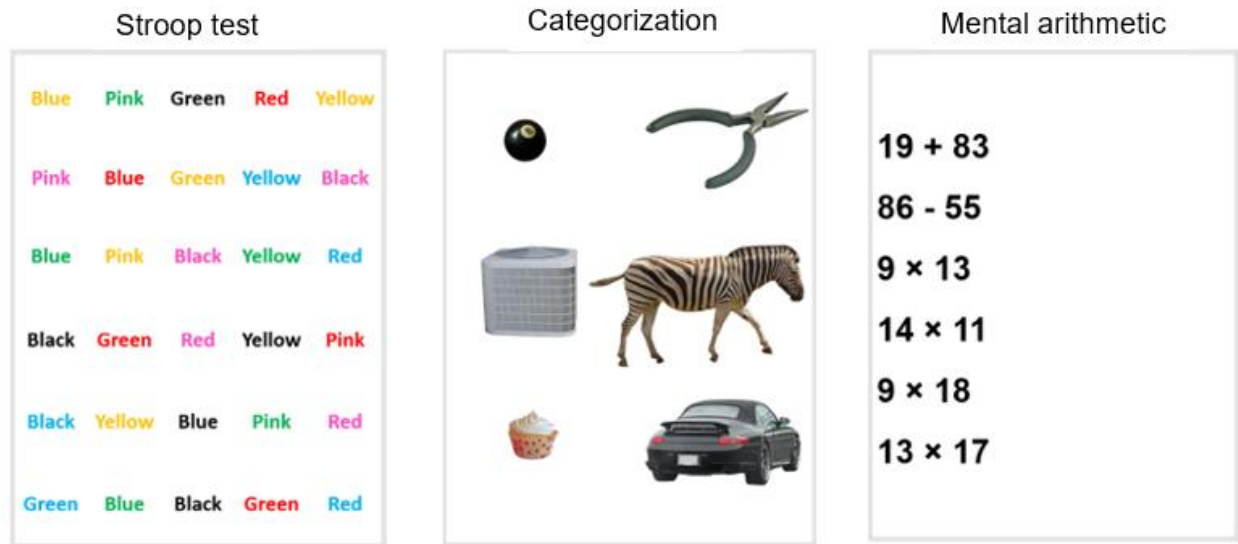 Stroop test
Blue Pink Green Red Yellow
Pink Blue Green Yellow Black
Blue Pink Black Yellow Red
Black Green Red Yellow Pink
Black Yellow Blue Pink Red
Green Blue Black Green Red
Categorization
Mental arithmetic
19 + 83
86 - 55
9 × 13
14 × 11
9 × 18
13 × 17